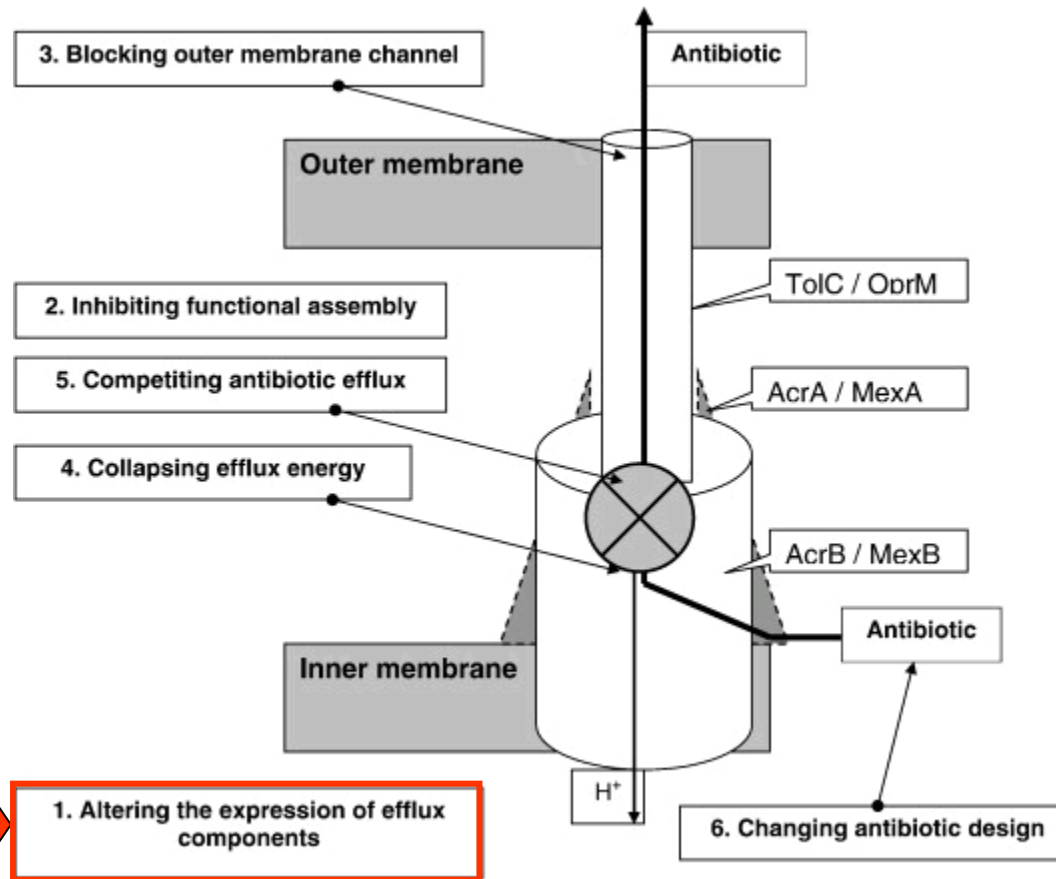 3. Blocking outer membrane channel
Antibiotic
Outer membrane
TolC / OprM
2. Inhibiting functional assembly
5. Competiting antibiotic efflux
AcrA / MexA
4. Collapsing efflux energy
AcrB / MexB
Antibiotic
Inner membrane
H+
1. Altering the expression of efflux
components
6. Changing antibiotic design